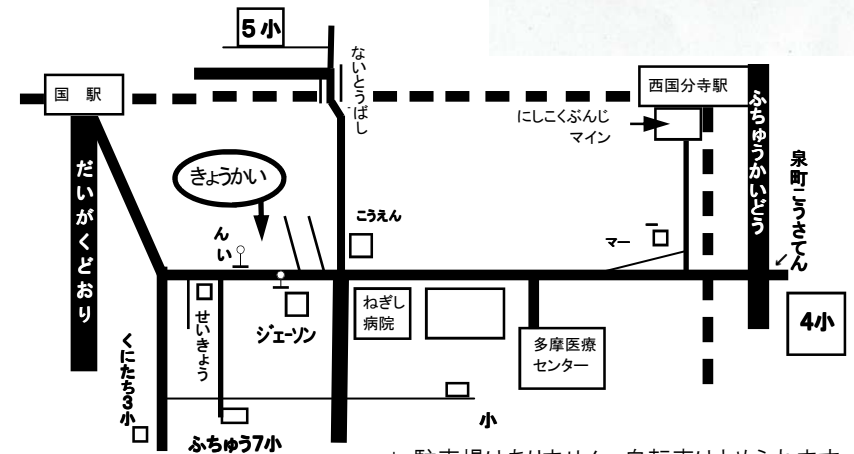 5小
ないとうばし
国 駅
西国分寺駅
にしこくぶんじ
マイン
ふちゅうかいどう
泉町こうさてん
だいがくどおり
きょうかい
こうえん
ん
い
マー
せいきょう
ジェーソン
ねぎし
病院
多摩医療
センター
4小
くにたち3小
ふちゅう7小
小